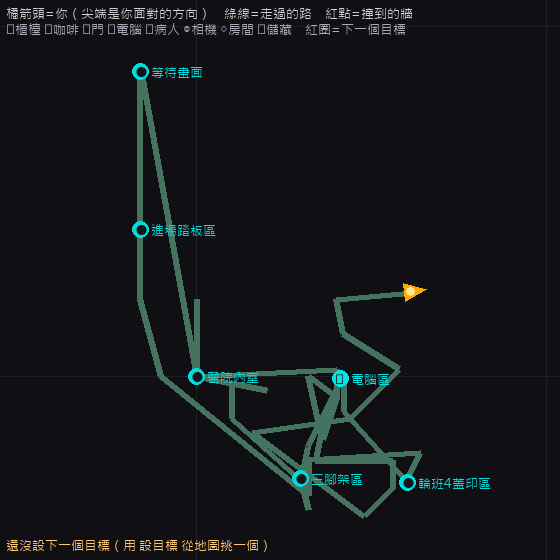 橘箭頭=你（尖端是你面對的方向） 綠線=走過的路 紅點=撞到的牆
櫃檯 咖啡 門 電腦 病人 相機 ◇房間 儲藏 紅圈=下一個目標
等待畫面
進場踏板區
醫院內室
電腦區
三腳架區
輪班4蓋印區
還沒設下一個目標（用 設目標 從地圖挑一個）